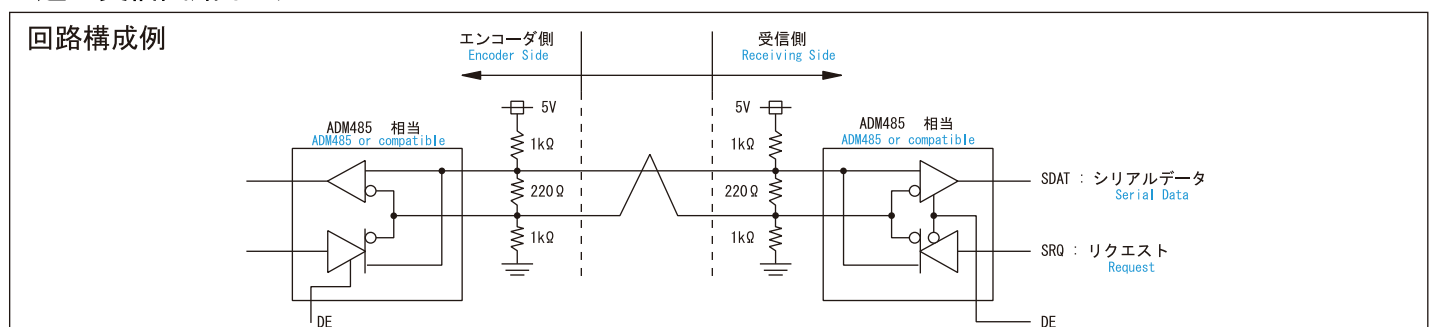 回路構成例
エンコーダ側
Encoder Side
受信側
Receiving Side
5V
5V
ADM485 相当
ADM485 or compatible
ADM485 相当
ADM485 or compatible
1kΩ
1kΩ
220Ω
220Ω
SDAT : シリアルデータ
Serial Data
1kΩ
1kΩ
SRQ : リクエスト
Request
DE
DE